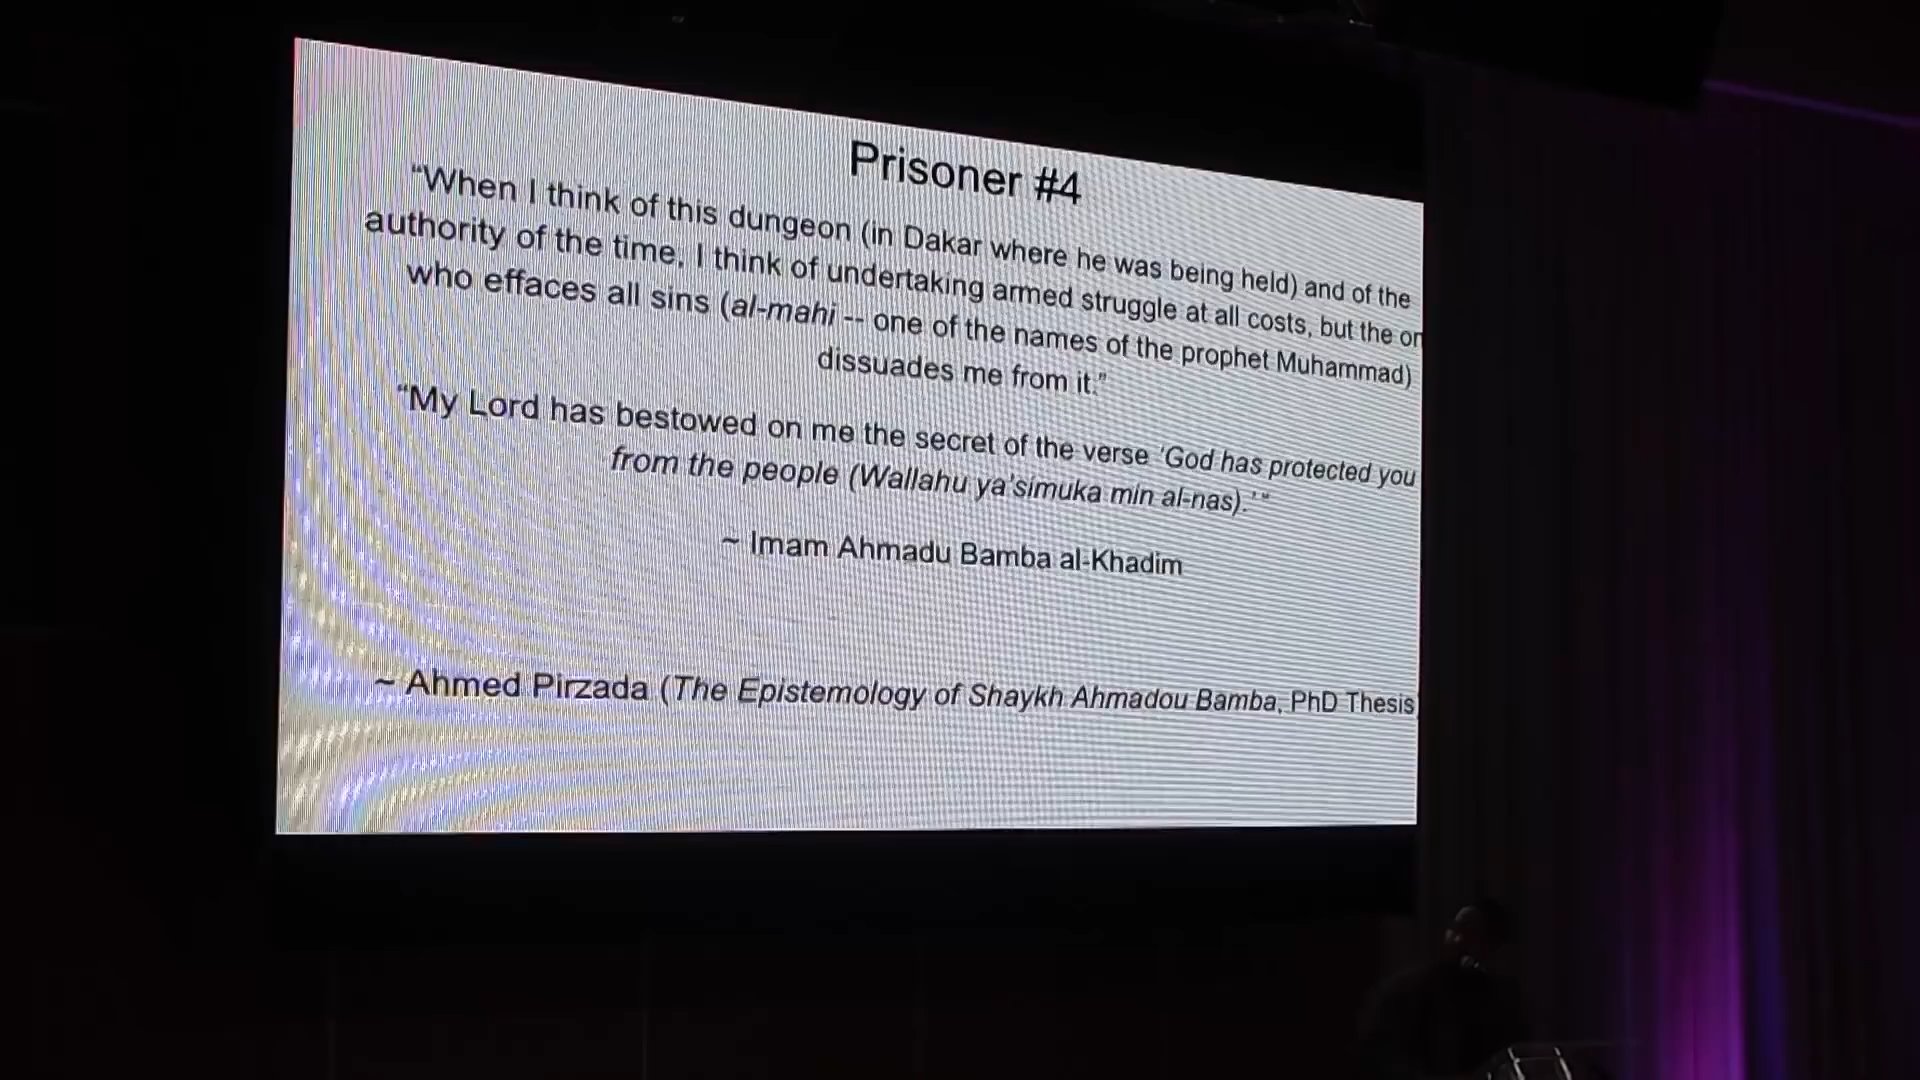 Prisoner #4
“When I think of this dungeon (in Dakar where he was being held) and of the
authority of the time, I think of undertaking armed struggle at all costs, but the
who effaces all sins (al-mahi -- one of the names of the prophet Muhammad)
dissuades me from it.”
“My Lord has bestowed on me the secret of the verse ‘God has protected you
from the people (Wallahu ya’simuka min al-nas).’“
~ Imam Ahmadu Bamba al-Khadim
~ Ahmed Pirzada (The Epistemology of Shaykh Ahmadou Bamba, PhD Thesis